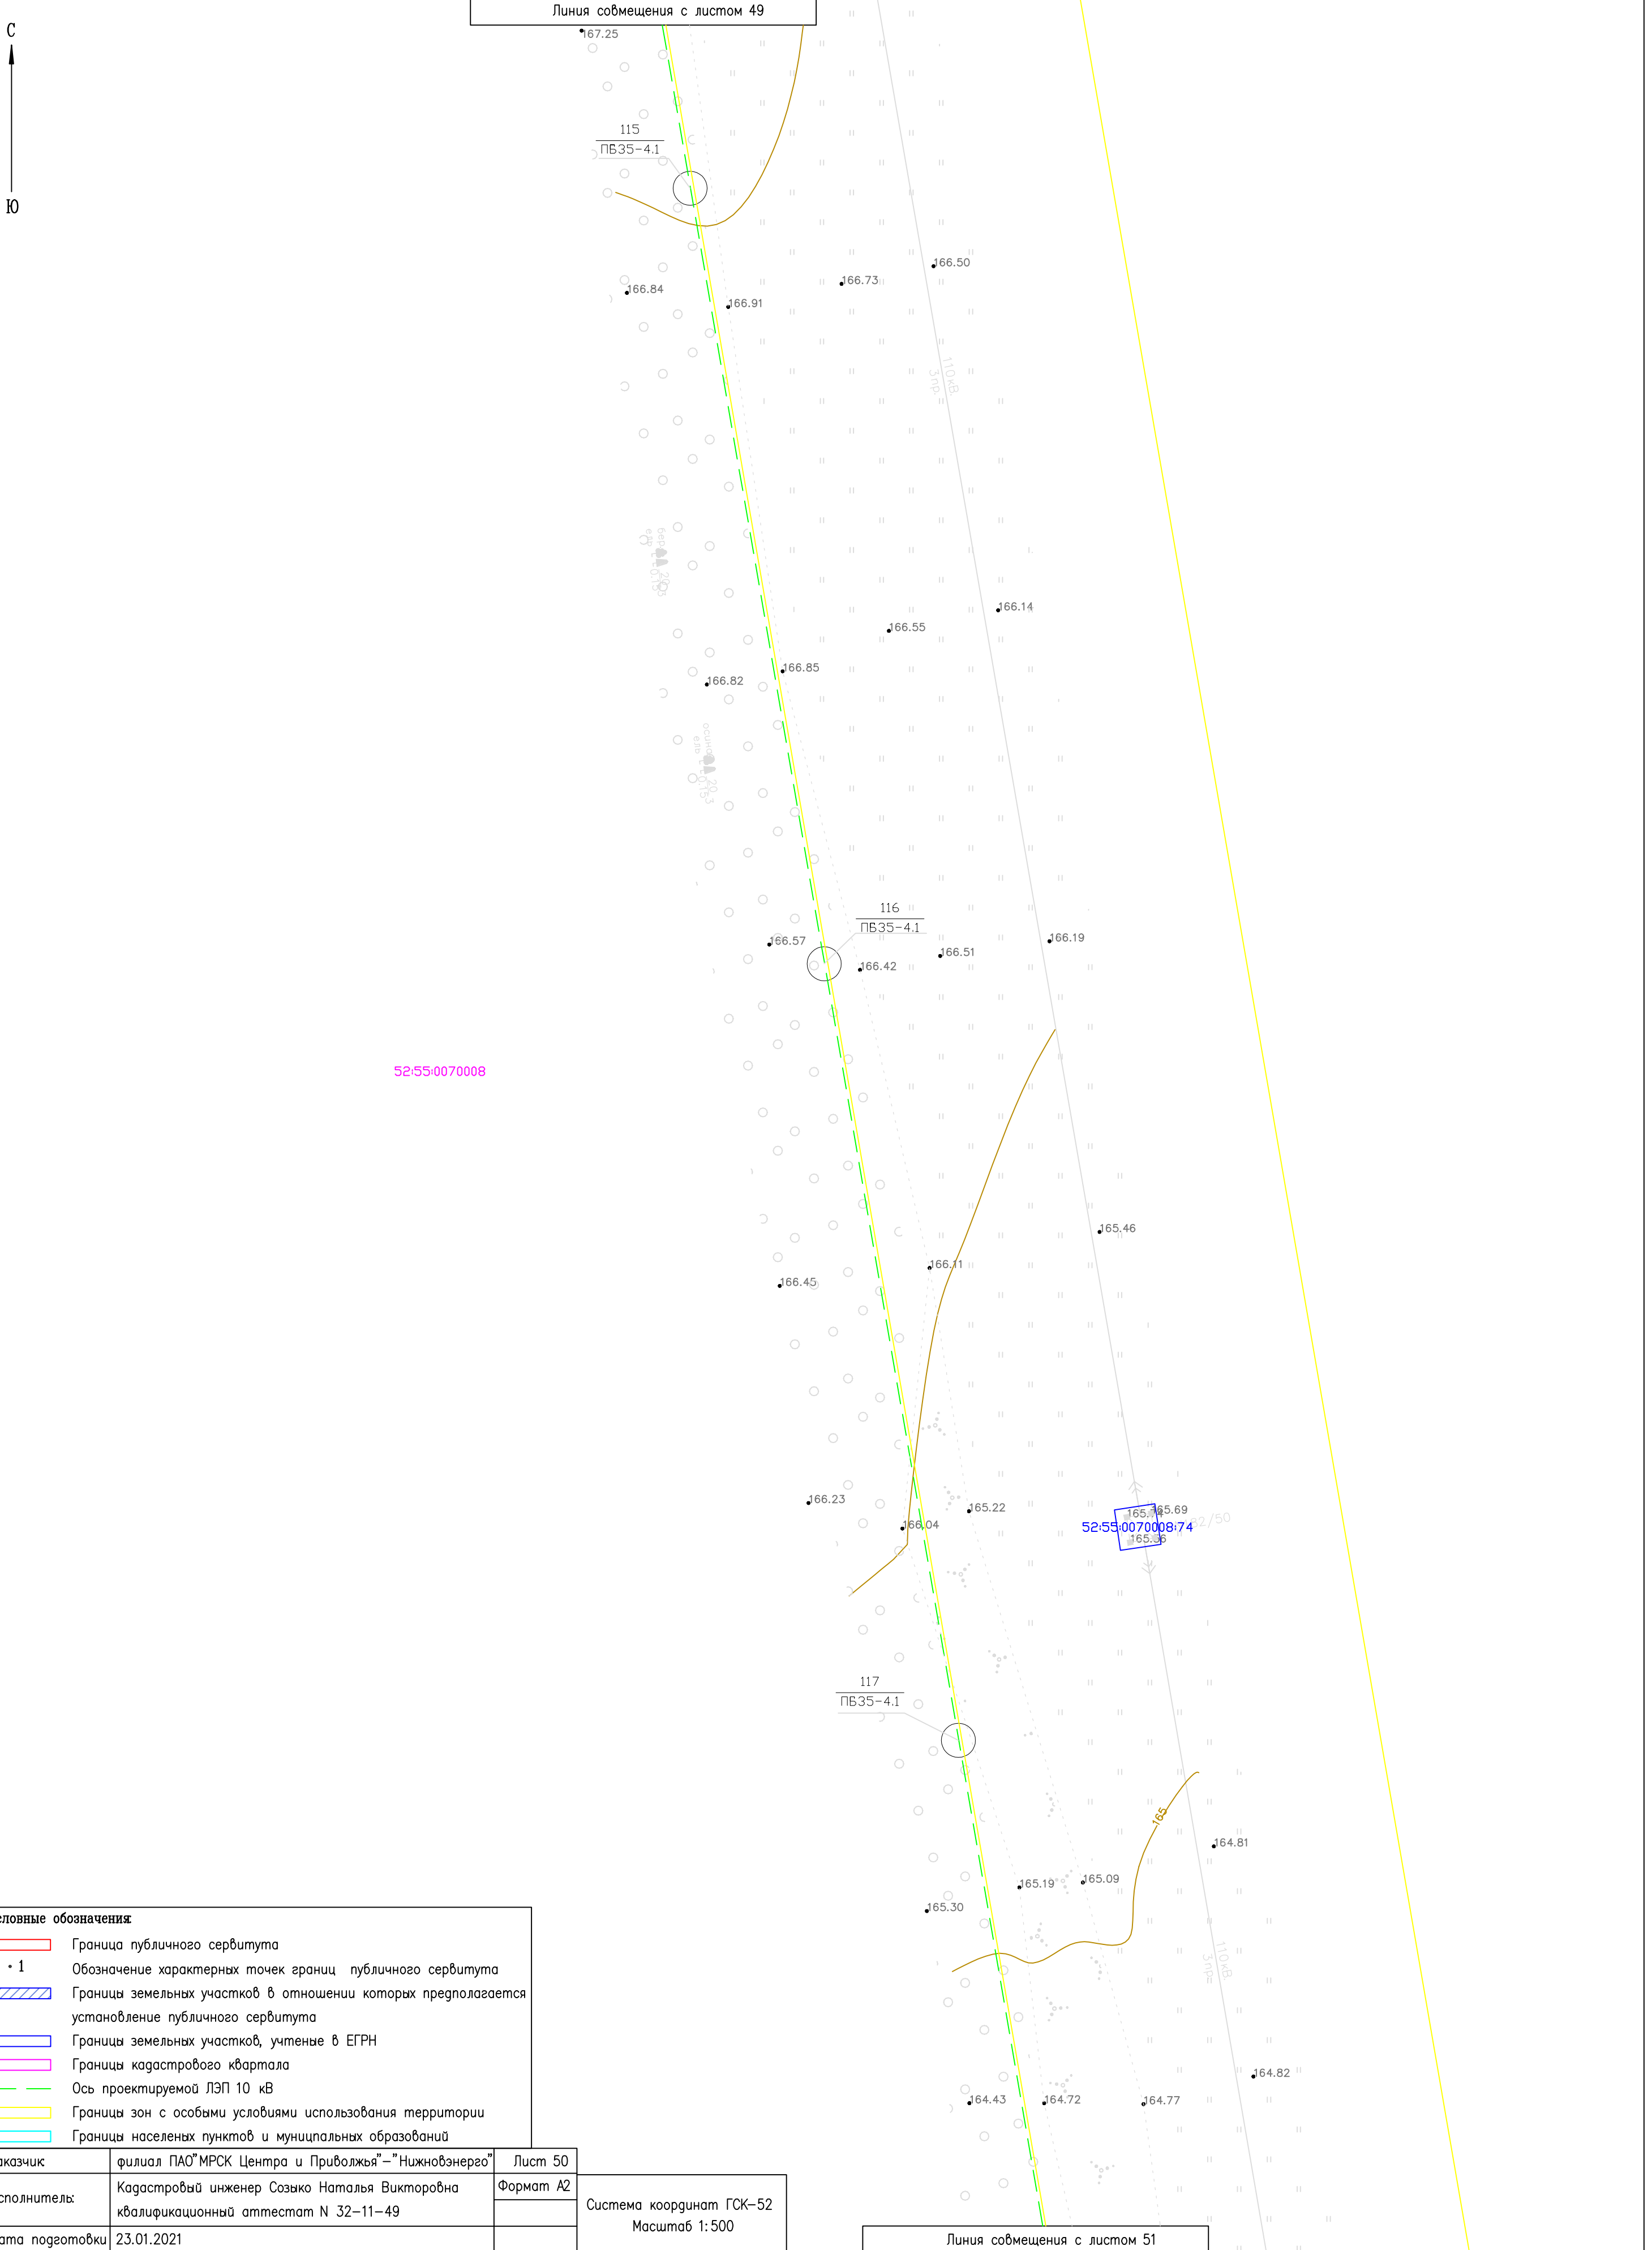 Линия совмещения с листом 49
С
Ю
167.25
115
ПБ35-4.1
166.50
166.73
166.84
166.91
110кВ
3пр.
166.14
166.55
166.85
166.82
116
ПБ35-4.1
166.19
166.57
166.51
166.42
52:55:0070008
165.46
166.11
166.45
166.23
165.22
165.69
52:55:0070008:74
166.04
165.36
117
ПБ35-4.1
165
164.81
165.19
165.09
165.30
110кВ
3пр.
164.82
164.43
164.72
164.77
словные обозначения:
Граница публичного сервитута
1
Обозначение характерных точек границ публичного сервитута
Границы земельных участков в отношении которых предполагается
установление публичного сервитута
Границы земельных участков, учтеные в ЕГРН
Границы кадастрового квартала
Ось проектируемой ЛЭП 10 кВ
Границы зон с особыми условиями использования территории
Границы населеных пунктов и муниципальных образований
аказчик: филиал ПАО"МРСК Центра и Приволжья"-"Нижновэнерго" Лист 50
сполнитель: Кадастровый инженер Созыко Наталья Викторовна Формат А2
квалификационный аттестат N 32-11-49
ата подготовки 23.01.2021
Система координат ГСК-52
Масштаб 1:500
Линия совмещения с листом 51